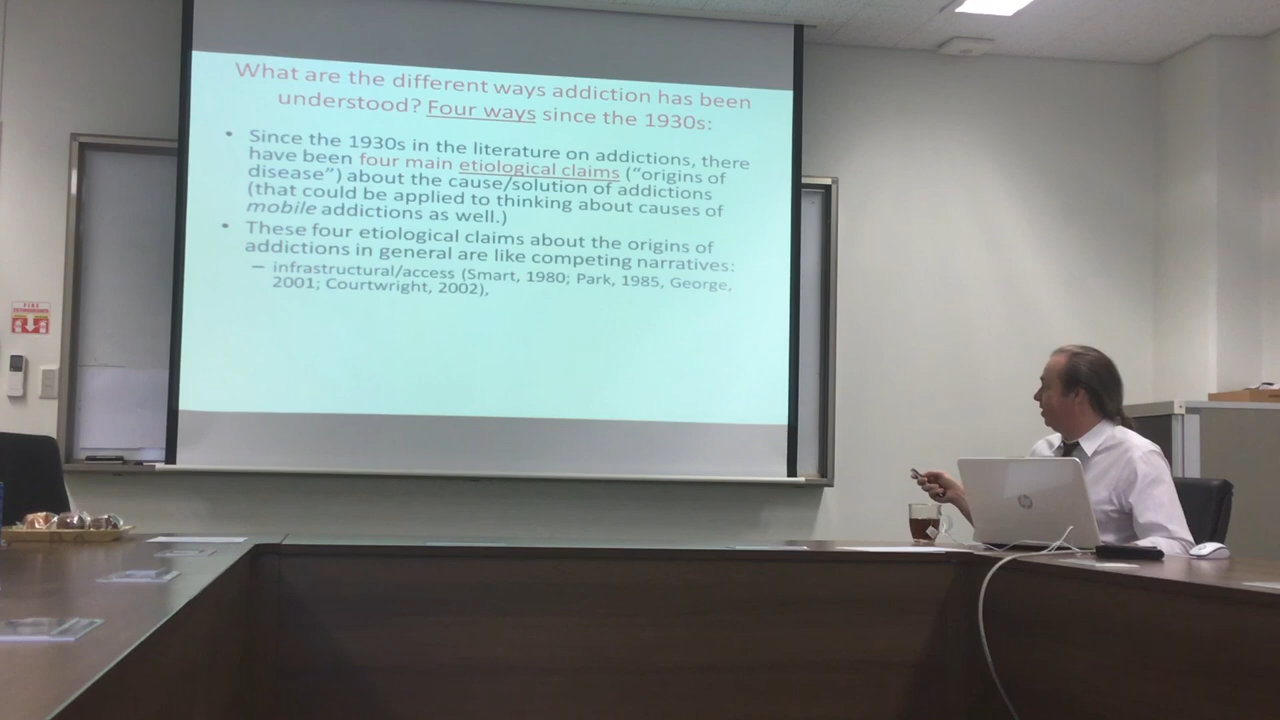 What are the different ways addiction has been
understood? Four ways since the 1930s:
• Since the 1930s in the literature on addictions, there
have been four main etiological claims ("origins of
disease") about the cause/solution of addictions
(that could be applied to thinking about causes of
mobile addictions as well.)
• These four etiological claims about the origins of
addictions in general are like competing narratives:
– infrastructural/access (Smart, 1980; Park, 1985, George,
2001; Courtwright, 2002),
FIRE
EXTINGUISHER
hp